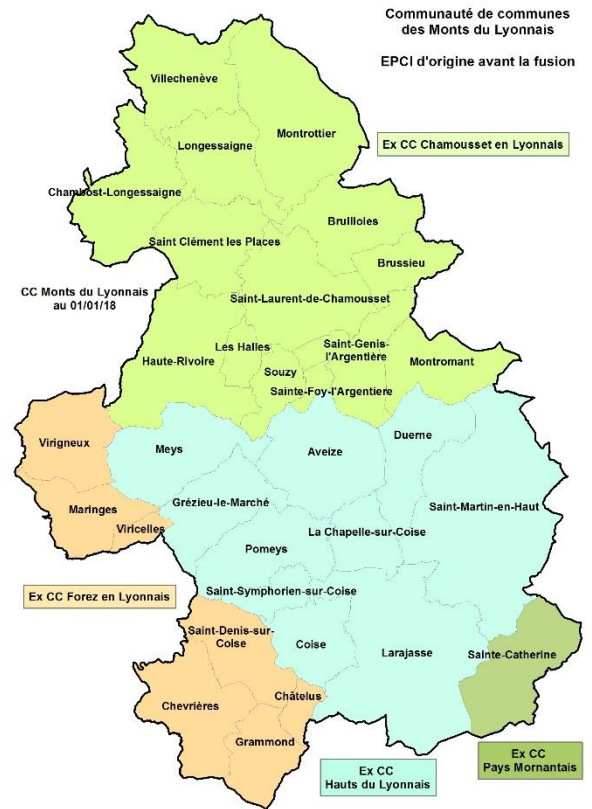 Communauté de communes
des Monts du Lyonnais
EPCI d'origine avant la fusion
Villechenève
Montrottier
Longessaigne
Ex CC Chamousset en Lyonnais
Chambost-Longessaigne
Brullioles
Saint Clément les Places
Brussieu
CC Monts du Lyonnais
au 01/01/18
Saint-Laurent-de-Chamousset
Les Halles
Saint-Genis-
l'Argentière
Haute-Rivoire
Montromant
Souzy
Sainte-Foy-l'Argentiere
Virigneux
Meys
Aveize
Duerne
Grézieu-le-Marché
Saint-Martin-en-Haut
Maringes
Viricelles
La Chapelle-sur-Coise
Pomeys
Ex CC Forez en Lyonnais
Saint-Symphorien-sur-Coise
Saint-Denis-sur-
Coise
Coise
Larajasse
Sainte-Catherine
Châtelus
Chevrières
Grammond
Ex CC
Hauts du Lyonnais
Ex CC
Pays Mornantais